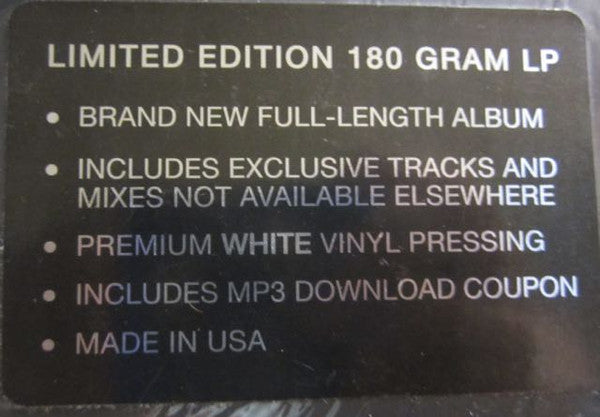 LIMITED EDITION 180 GRAM LP
• BRAND NEW FULL-LENGTH ALBUM
• INCLUDES EXCLUSIVE TRACKS AND
MIXES NOT AVAILABLE ELSEWHERE
• PREMIUM WHITE VINYL PRESSING
• INCLUDES MP3 DOWNLOAD COUPON
• MADE IN USA